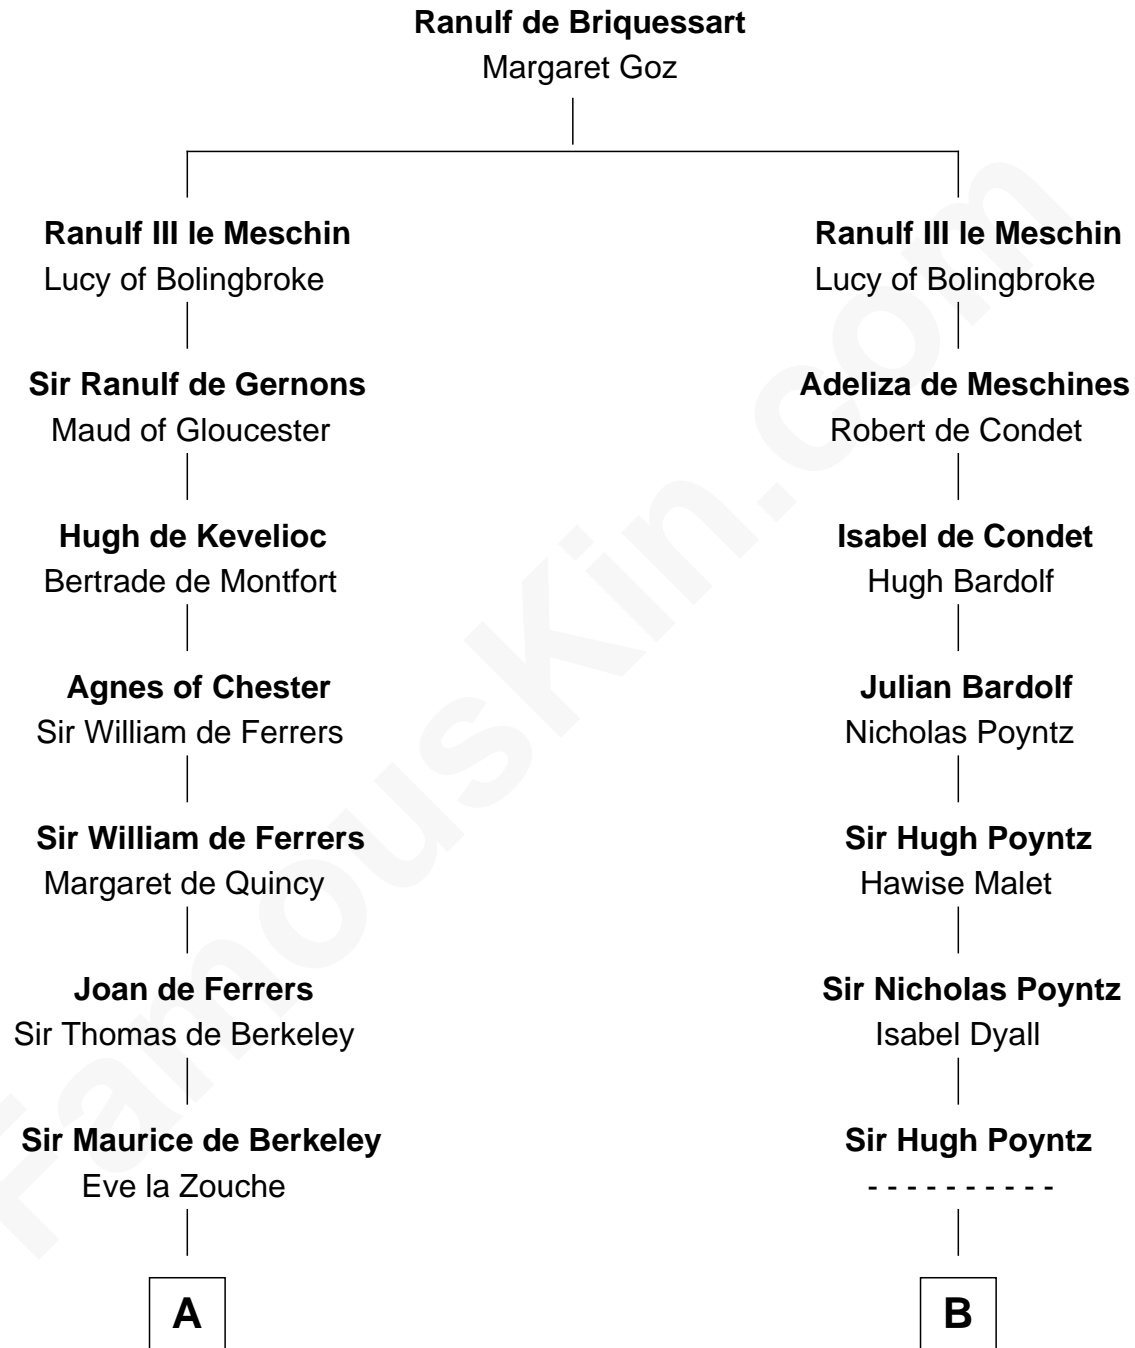 Ranulf de Briquessart
Margaret Goz
Ranulf III le Meschin
Lucy of Bolingbroke
Sir Ranulf de Gernons
Maud of Gloucester
Hugh de Kevelioc
Bertrade de Montfort
Agnes of Chester
Sir William de Ferrers
Sir William de Ferrers
Margaret de Quincy
Joan de Ferrers
Sir Thomas de Berkeley
Sir Maurice de Berkeley
Eve la Zouche
A
Ranulf III le Meschin
Lucy of Bolingbroke
Adeliza de Meschines
Robert de Condet
Isabel de Condet
Hugh Bardolf
Julian Bardolf
Nicholas Poyntz
Sir Hugh Poyntz
Hawise Malet
Sir Nicholas Poyntz
Isabel Dyall
Sir Hugh Poyntz
- - - - - - - - - -
B
FamousKin.com